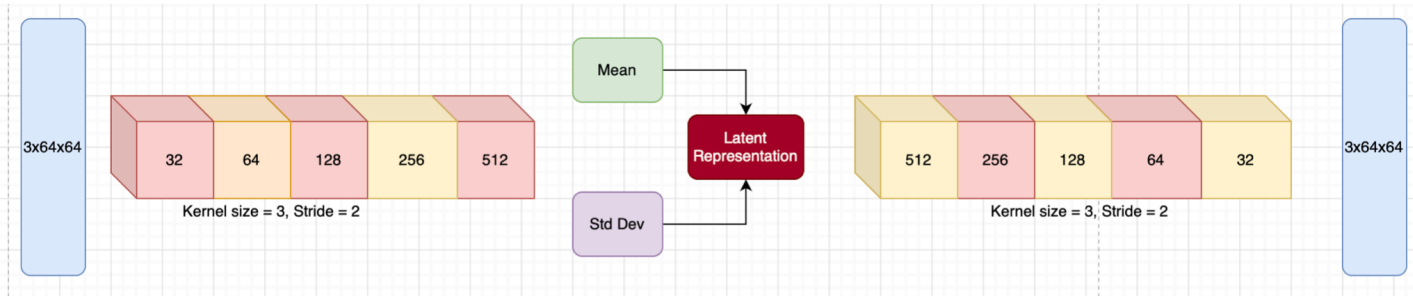 3x64x64
32
64
128
256
512
Kernel size = 3, Stride = 2
Mean
Latent
Representation
Std Dev
512
256
128
64
32
Kernel size = 3, Stride = 2
3x64x64